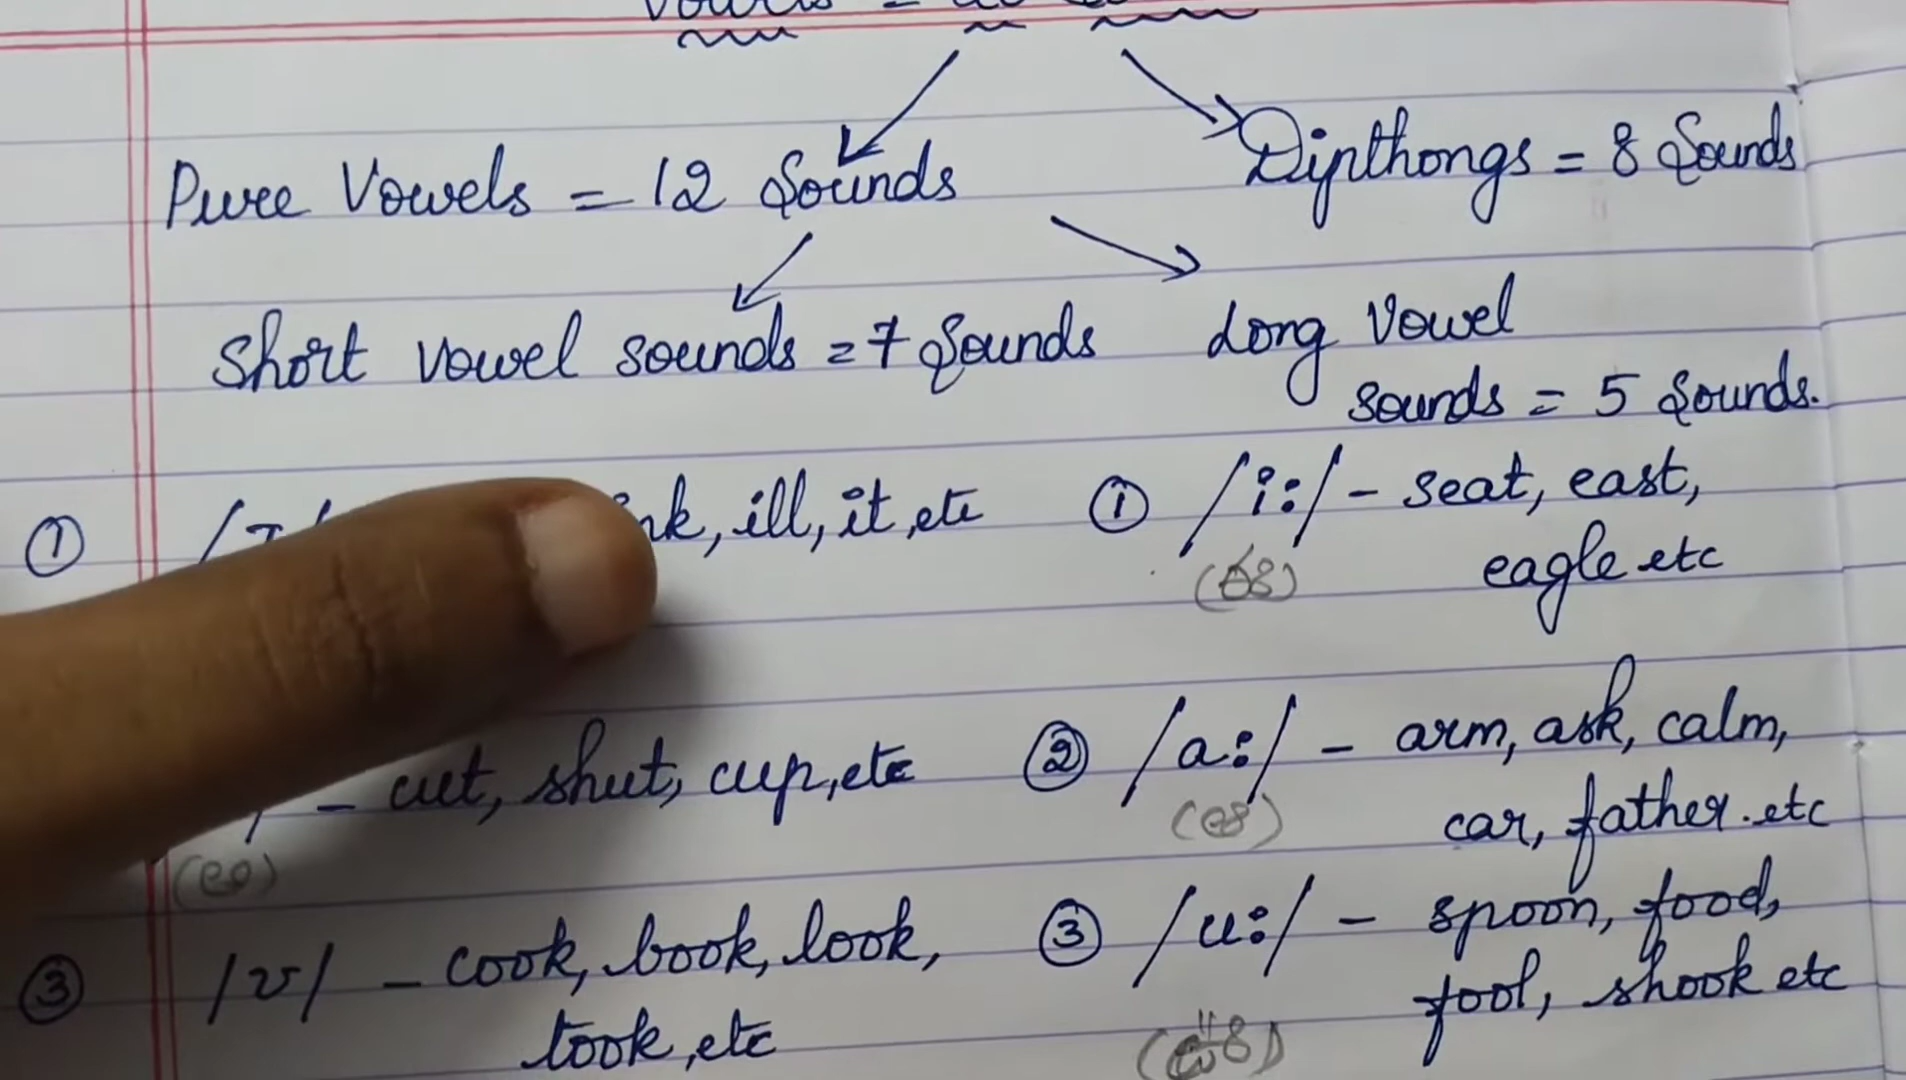 Vowels =
Pure Vowels = 12 Sounds
Dipthongs = 8 Sounds
Short vowel sounds = 7 Sounds
Long Vowel
sounds = 5 Sounds.
① ill, it, etc
① /i:/ - seat, east,
eagle etc
- cut, shut, cup, etc
② /a:/ - arm, ask, calm,
car, father. etc
③ /ʊ/ - cook, book, look,
took, etc
③ /u:/ - spoon, food,
fool, shook etc